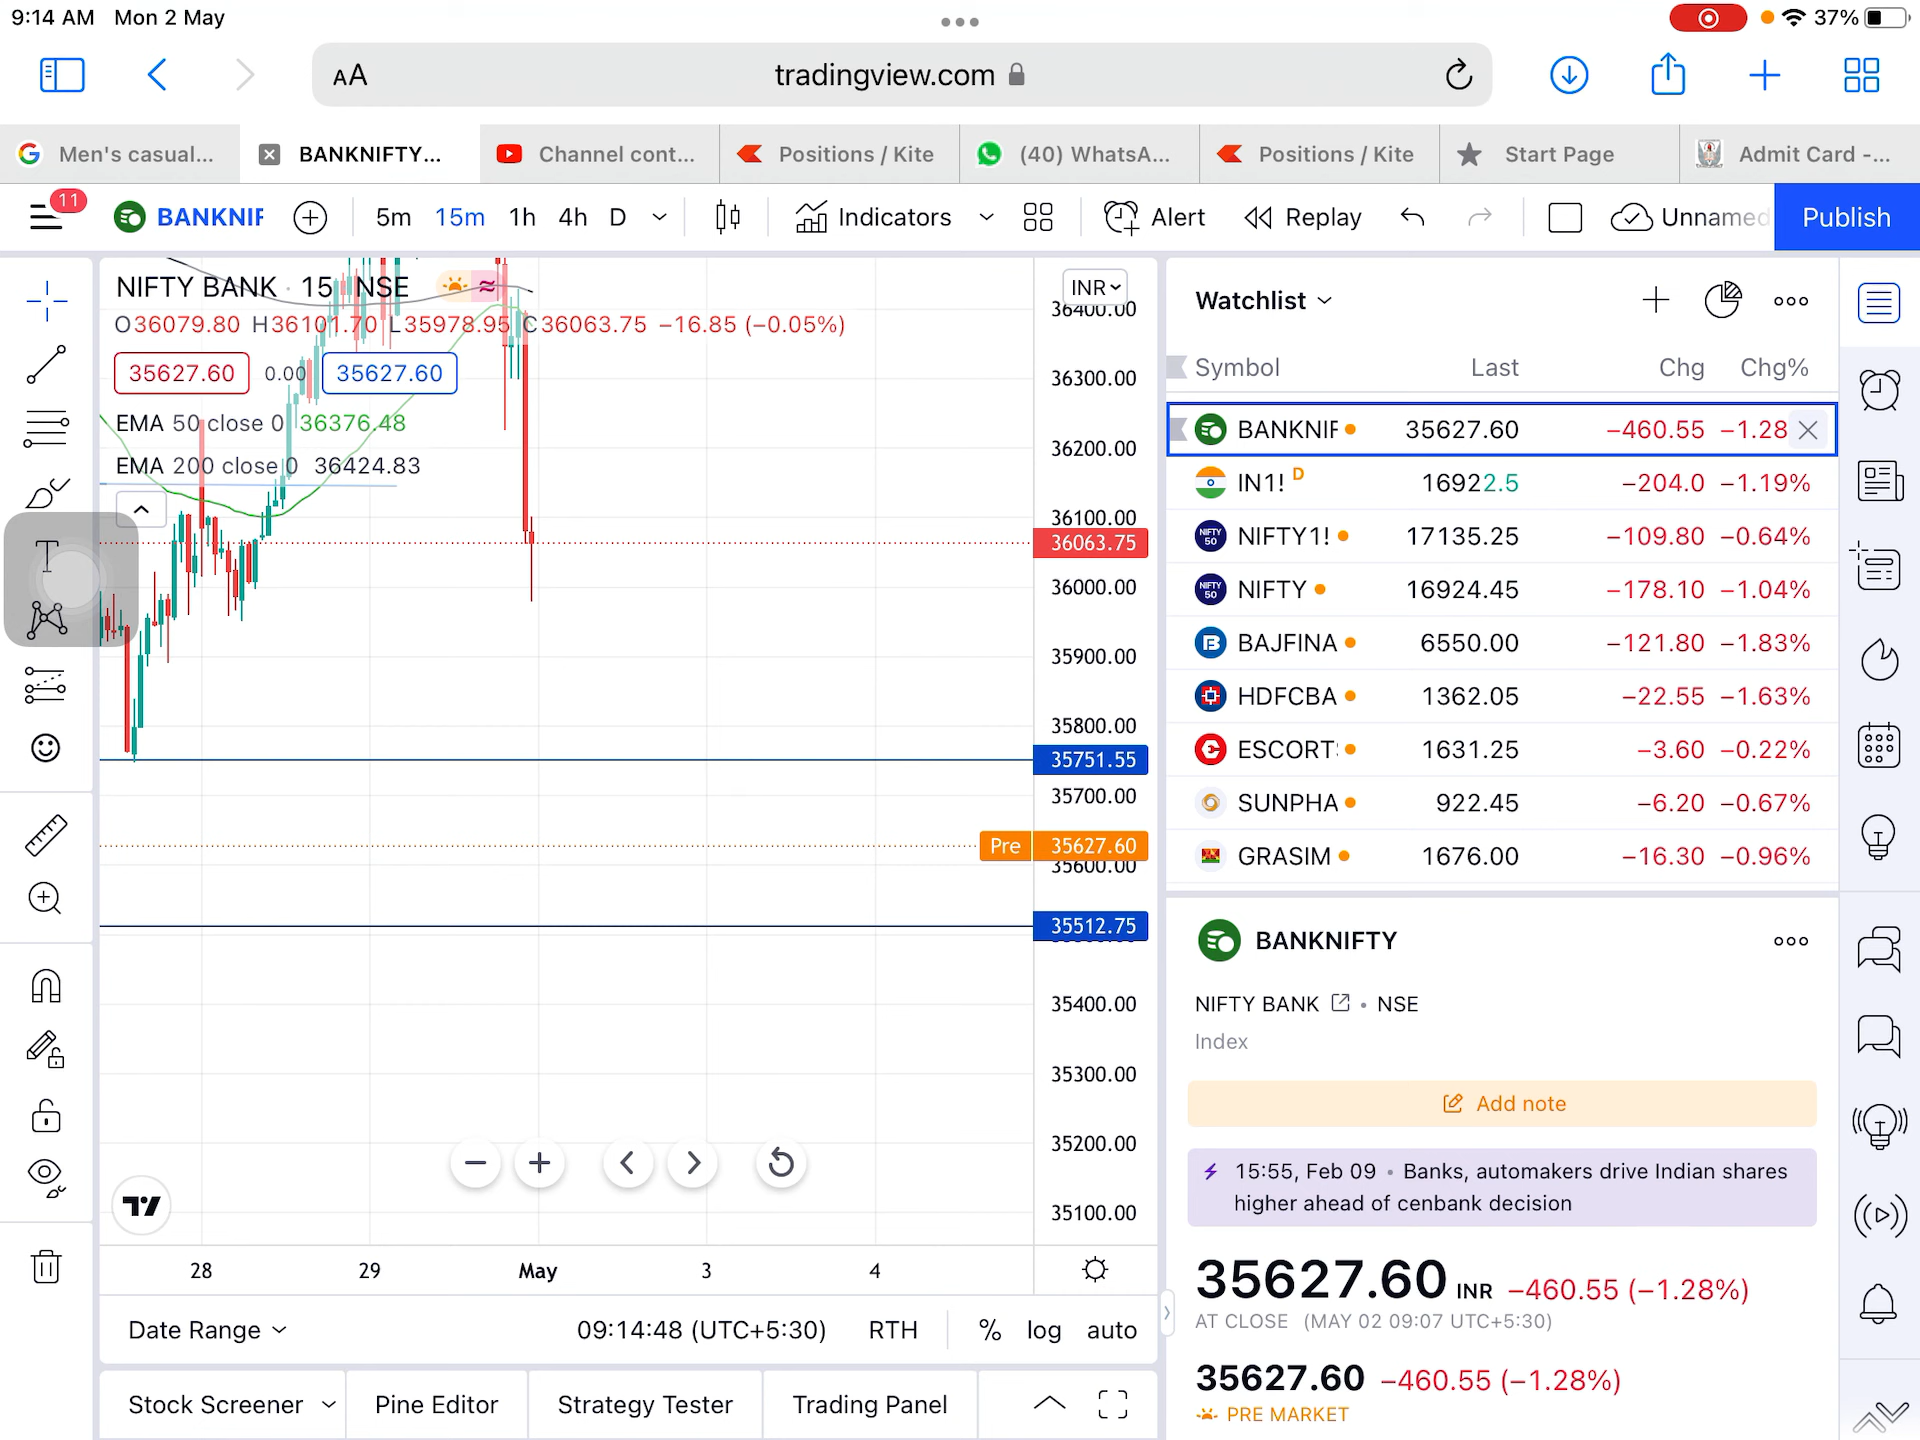 9:14 AM Mon 2 May
37%
AA tradingview.com
Men's casual...
BANKNIFTY...
Channel cont...
Positions / Kite
(40) WhatsA...
Positions / Kite
Start Page
Admit Card -...
11 BANKNIF 5m 15m 1h 4h D Indicators Alert Replay Unnamed Publish
NIFTY BANK · 15 NSE
O36079.80 H36101.70 L35978.95 C36063.75 −16.85 (−0.05%)
35627.60 0.00 35627.60
EMA 50 close 0 36376.48
EMA 200 close 0 36424.83
INR
36400.00
36300.00
36200.00
36100.00
36063.75
36000.00
35900.00
35800.00
35751.55
35700.00
Pre 35627.60
35600.00
35512.75
35400.00
35300.00
35200.00
35100.00
28 29 May 3 4
Date Range 09:14:48 (UTC+5:30) RTH % log auto
Stock Screener Pine Editor Strategy Tester Trading Panel
Watchlist
Symbol Last Chg Chg%
BANKNIF 35627.60 −460.55 −1.28
IN1! D 16922.5 −204.0 −1.19%
NIFTY 50 NIFTY1! 17135.25 −109.80 −0.64%
NIFTY 50 NIFTY 16924.45 −178.10 −1.04%
BAJFINA 6550.00 −121.80 −1.83%
HDFCBA 1362.05 −22.55 −1.63%
ESCORT 1631.25 −3.60 −0.22%
SUNPHA 922.45 −6.20 −0.67%
GRASIM 1676.00 −16.30 −0.96%
BANKNIFTY
NIFTY BANK • NSE
Index
Add note
15:55, Feb 09 • Banks, automakers drive Indian shares
higher ahead of cenbank decision
35627.60 INR −460.55 (−1.28%)
AT CLOSE (MAY 02 09:07 UTC+5:30)
35627.60 −460.55 (−1.28%)
PRE MARKET